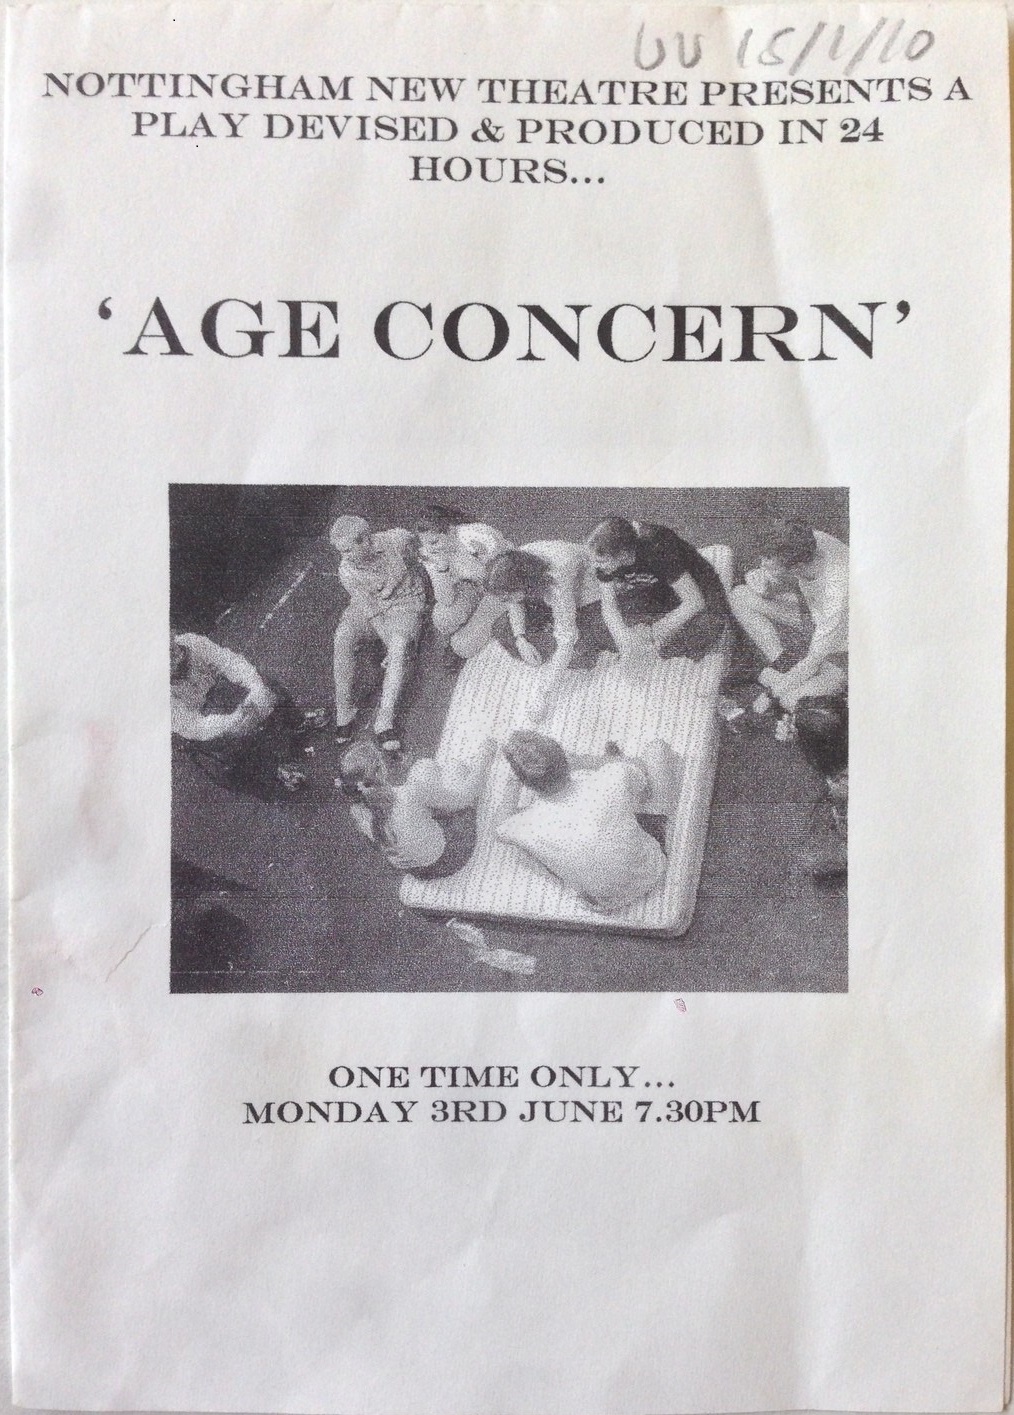 15/1/10
NOTTINGHAM NEW THEATRE PRESENTS A
PLAY DEVISED & PRODUCED IN 24
HOURS...
‘AGE CONCERN’
ONE TIME ONLY...
MONDAY 3RD JUNE 7.30PM